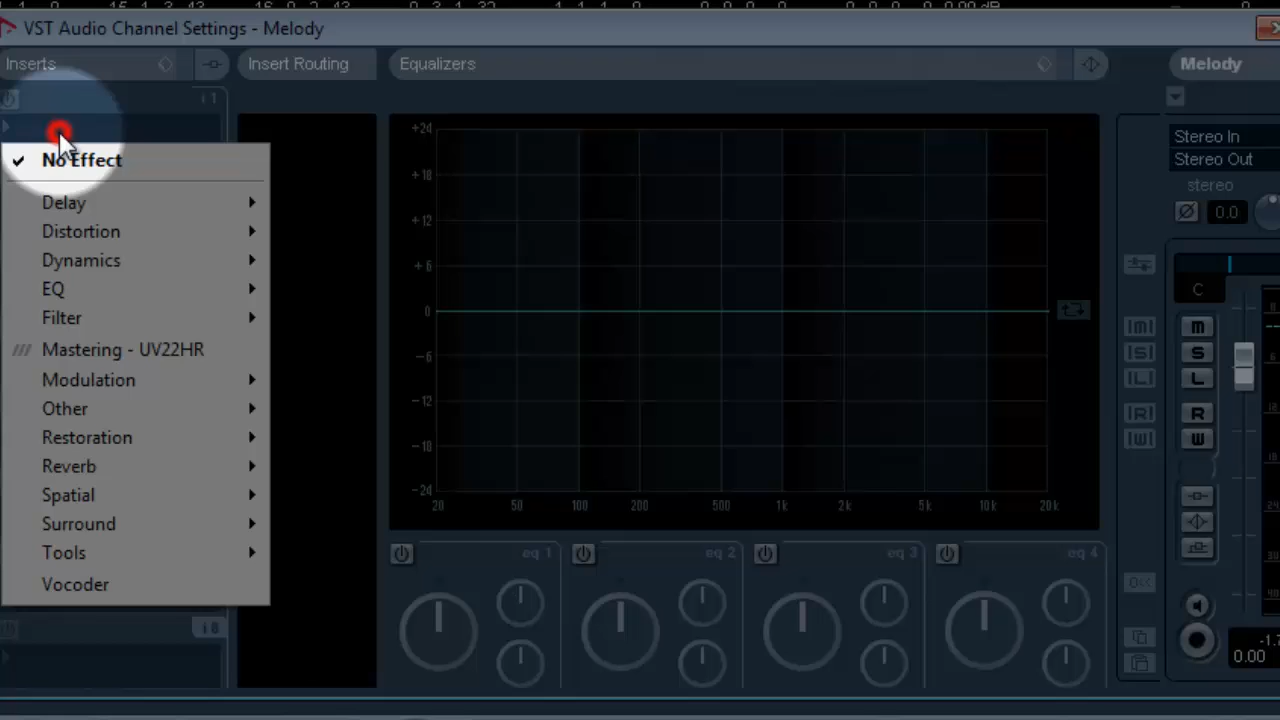 VST Audio Channel Settings - Melody
Inserts
Insert Routing
Equalizers
Melody
i 1
No Effect
Delay
Distortion
Dynamics
EQ
Filter
Mastering - UV22HR
Modulation
Other
Restoration
Reverb
Spatial
Surround
Tools
Vocoder
i 8
+24
+18
+12
+6
0
-6
-12
-18
-24
20 50 100 200 500 1k 2k 5k 10k 20k
eq 1
eq 2
eq 3
eq 4
Stereo In
Stereo Out
stereo
0.0
C
M
S
L
R
W
0.00